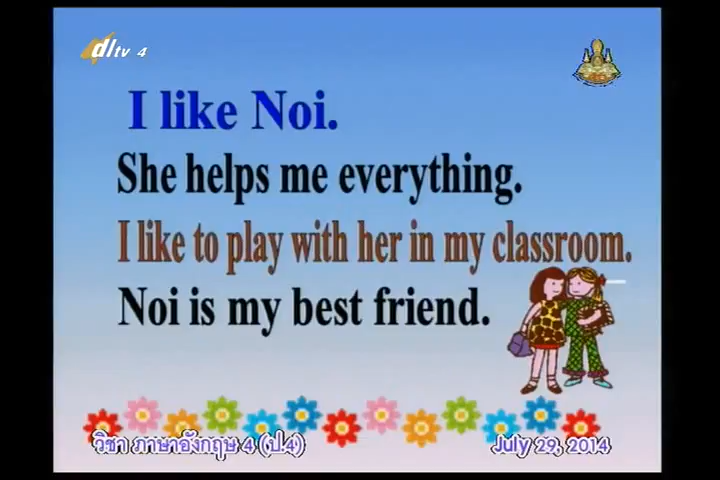 dltv 4
I like Noi.
She helps me everything.
I like to play with her in my classroom.
Noi is my best friend.
วิชา ภาษาอังกฤษ 4 (ป.4)
July 29, 2014